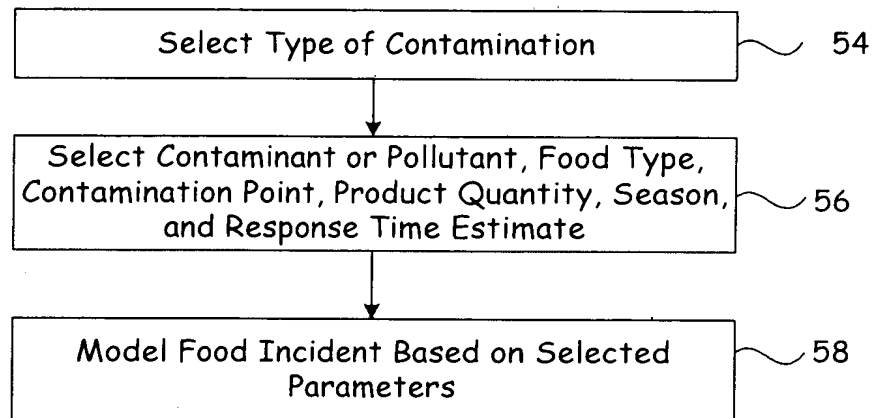 Select Type of Contamination
54
Select Contaminant or Pollutant, Food Type,
Contamination Point, Product Quantity, Season,
and Response Time Estimate
56
Model Food Incident Based on Selected
Parameters
58